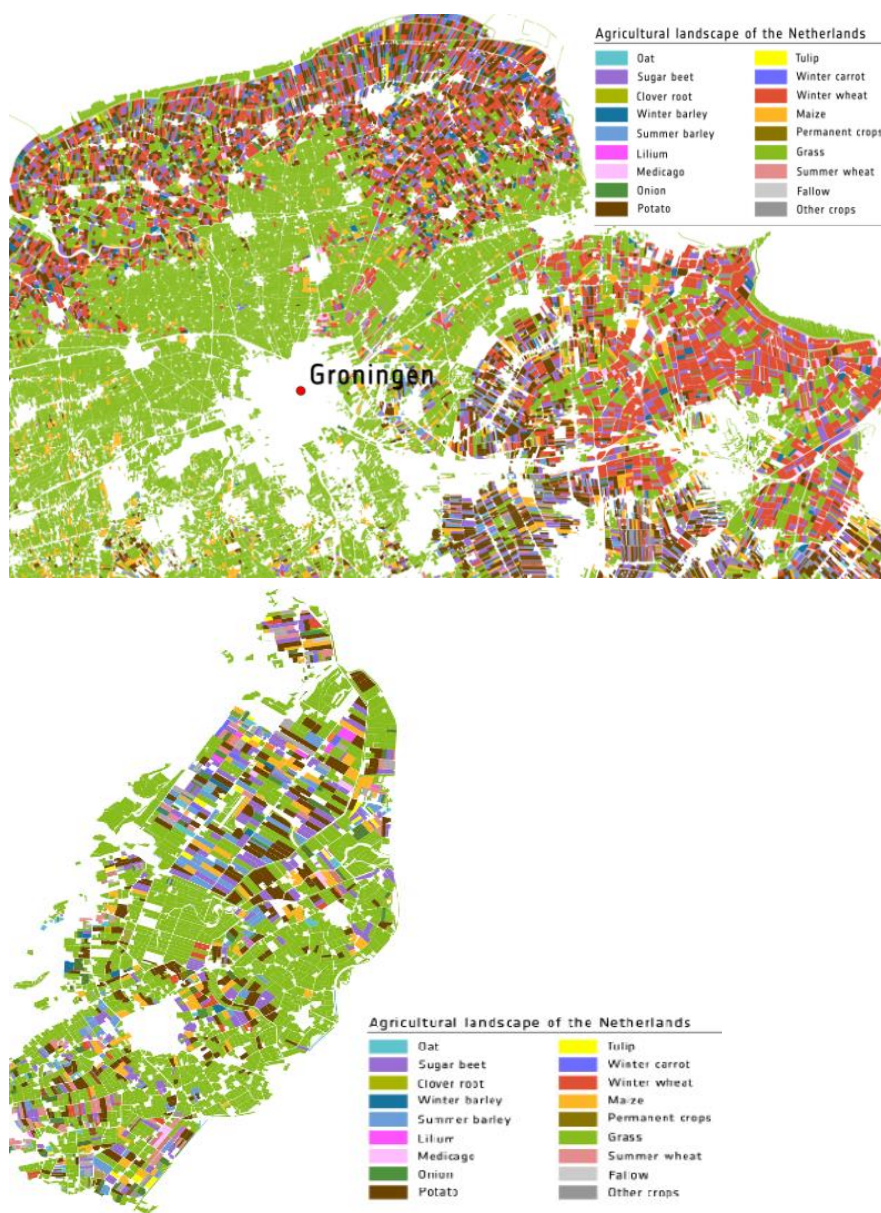 Agricultural landscape of the Netherlands
Oat
Sugar beet
Clover root
Winter barley
Summer barley
Lilium
Medicago
Onion
Potato
Tulip
Winter carrot
Winter wheat
Maize
Permanent crops
Grass
Summer wheat
Fallow
Other crops
Groningen
Agricultural landscape of the Netherlands
Oat
Sugar beet
Clover root
Winter barley
Summer barley
Lilium
Medicago
Onion
Potato
Tulip
Winter carrot
Winter wheat
Maize
Permanent crops
Grass
Summer wheat
Fallow
Other crops